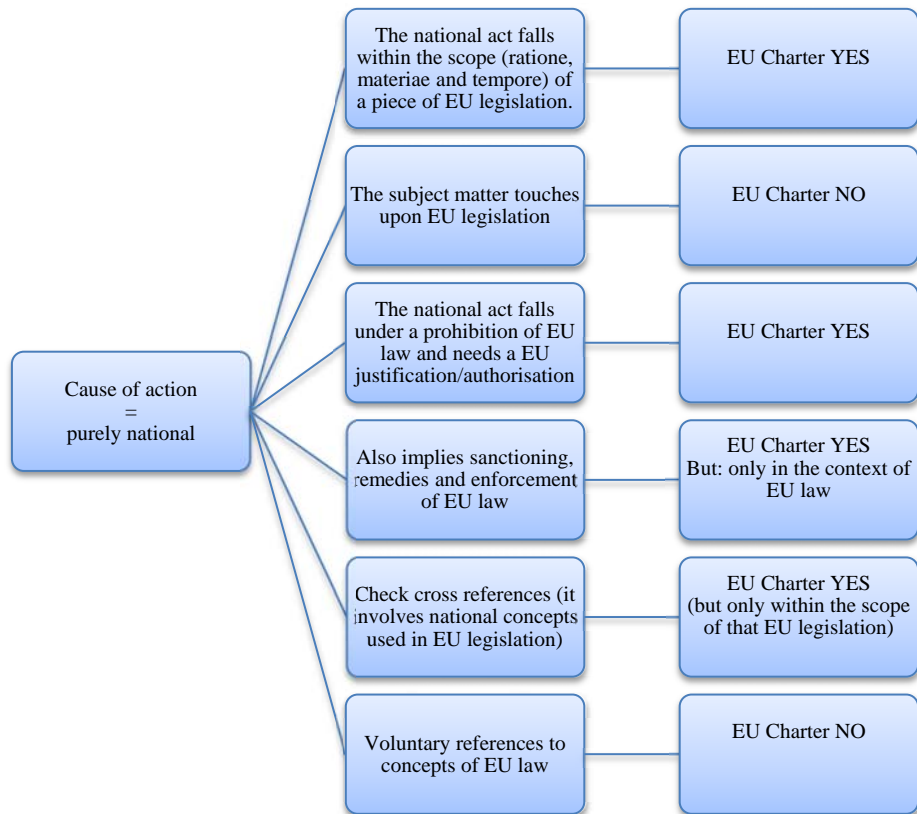 The national act falls
within the scope (ratione,
materiae and tempore) of
a piece of EU legislation.
EU Charter YES
The subject matter touches
upon EU legislation
EU Charter NO
The national act falls
under a prohibition of EU
law and needs a EU
justification/authorisation
EU Charter YES
Cause of action
=
purely national
Also implies sanctioning,
remedies and enforcement
of EU law
EU Charter YES
But: only in the context of
EU law
Check cross references (it
involves national concepts
used in EU legislation)
EU Charter YES
(but only within the scope
of that EU legislation)
Voluntary references to
concepts of EU law
EU Charter NO